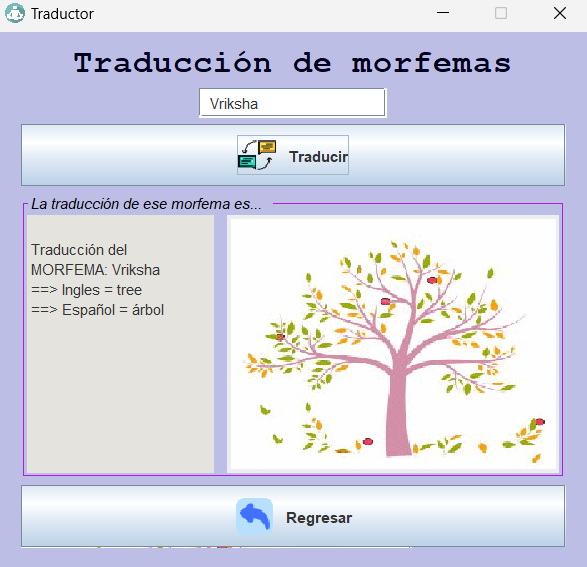 Traductor
Traducción de morfemas
Vriksha
Traducir
La traducción de ese morfema es...
Traducción del
MORFEMA: Vriksha
==> Ingles = tree
==> Español = árbol
Regresar